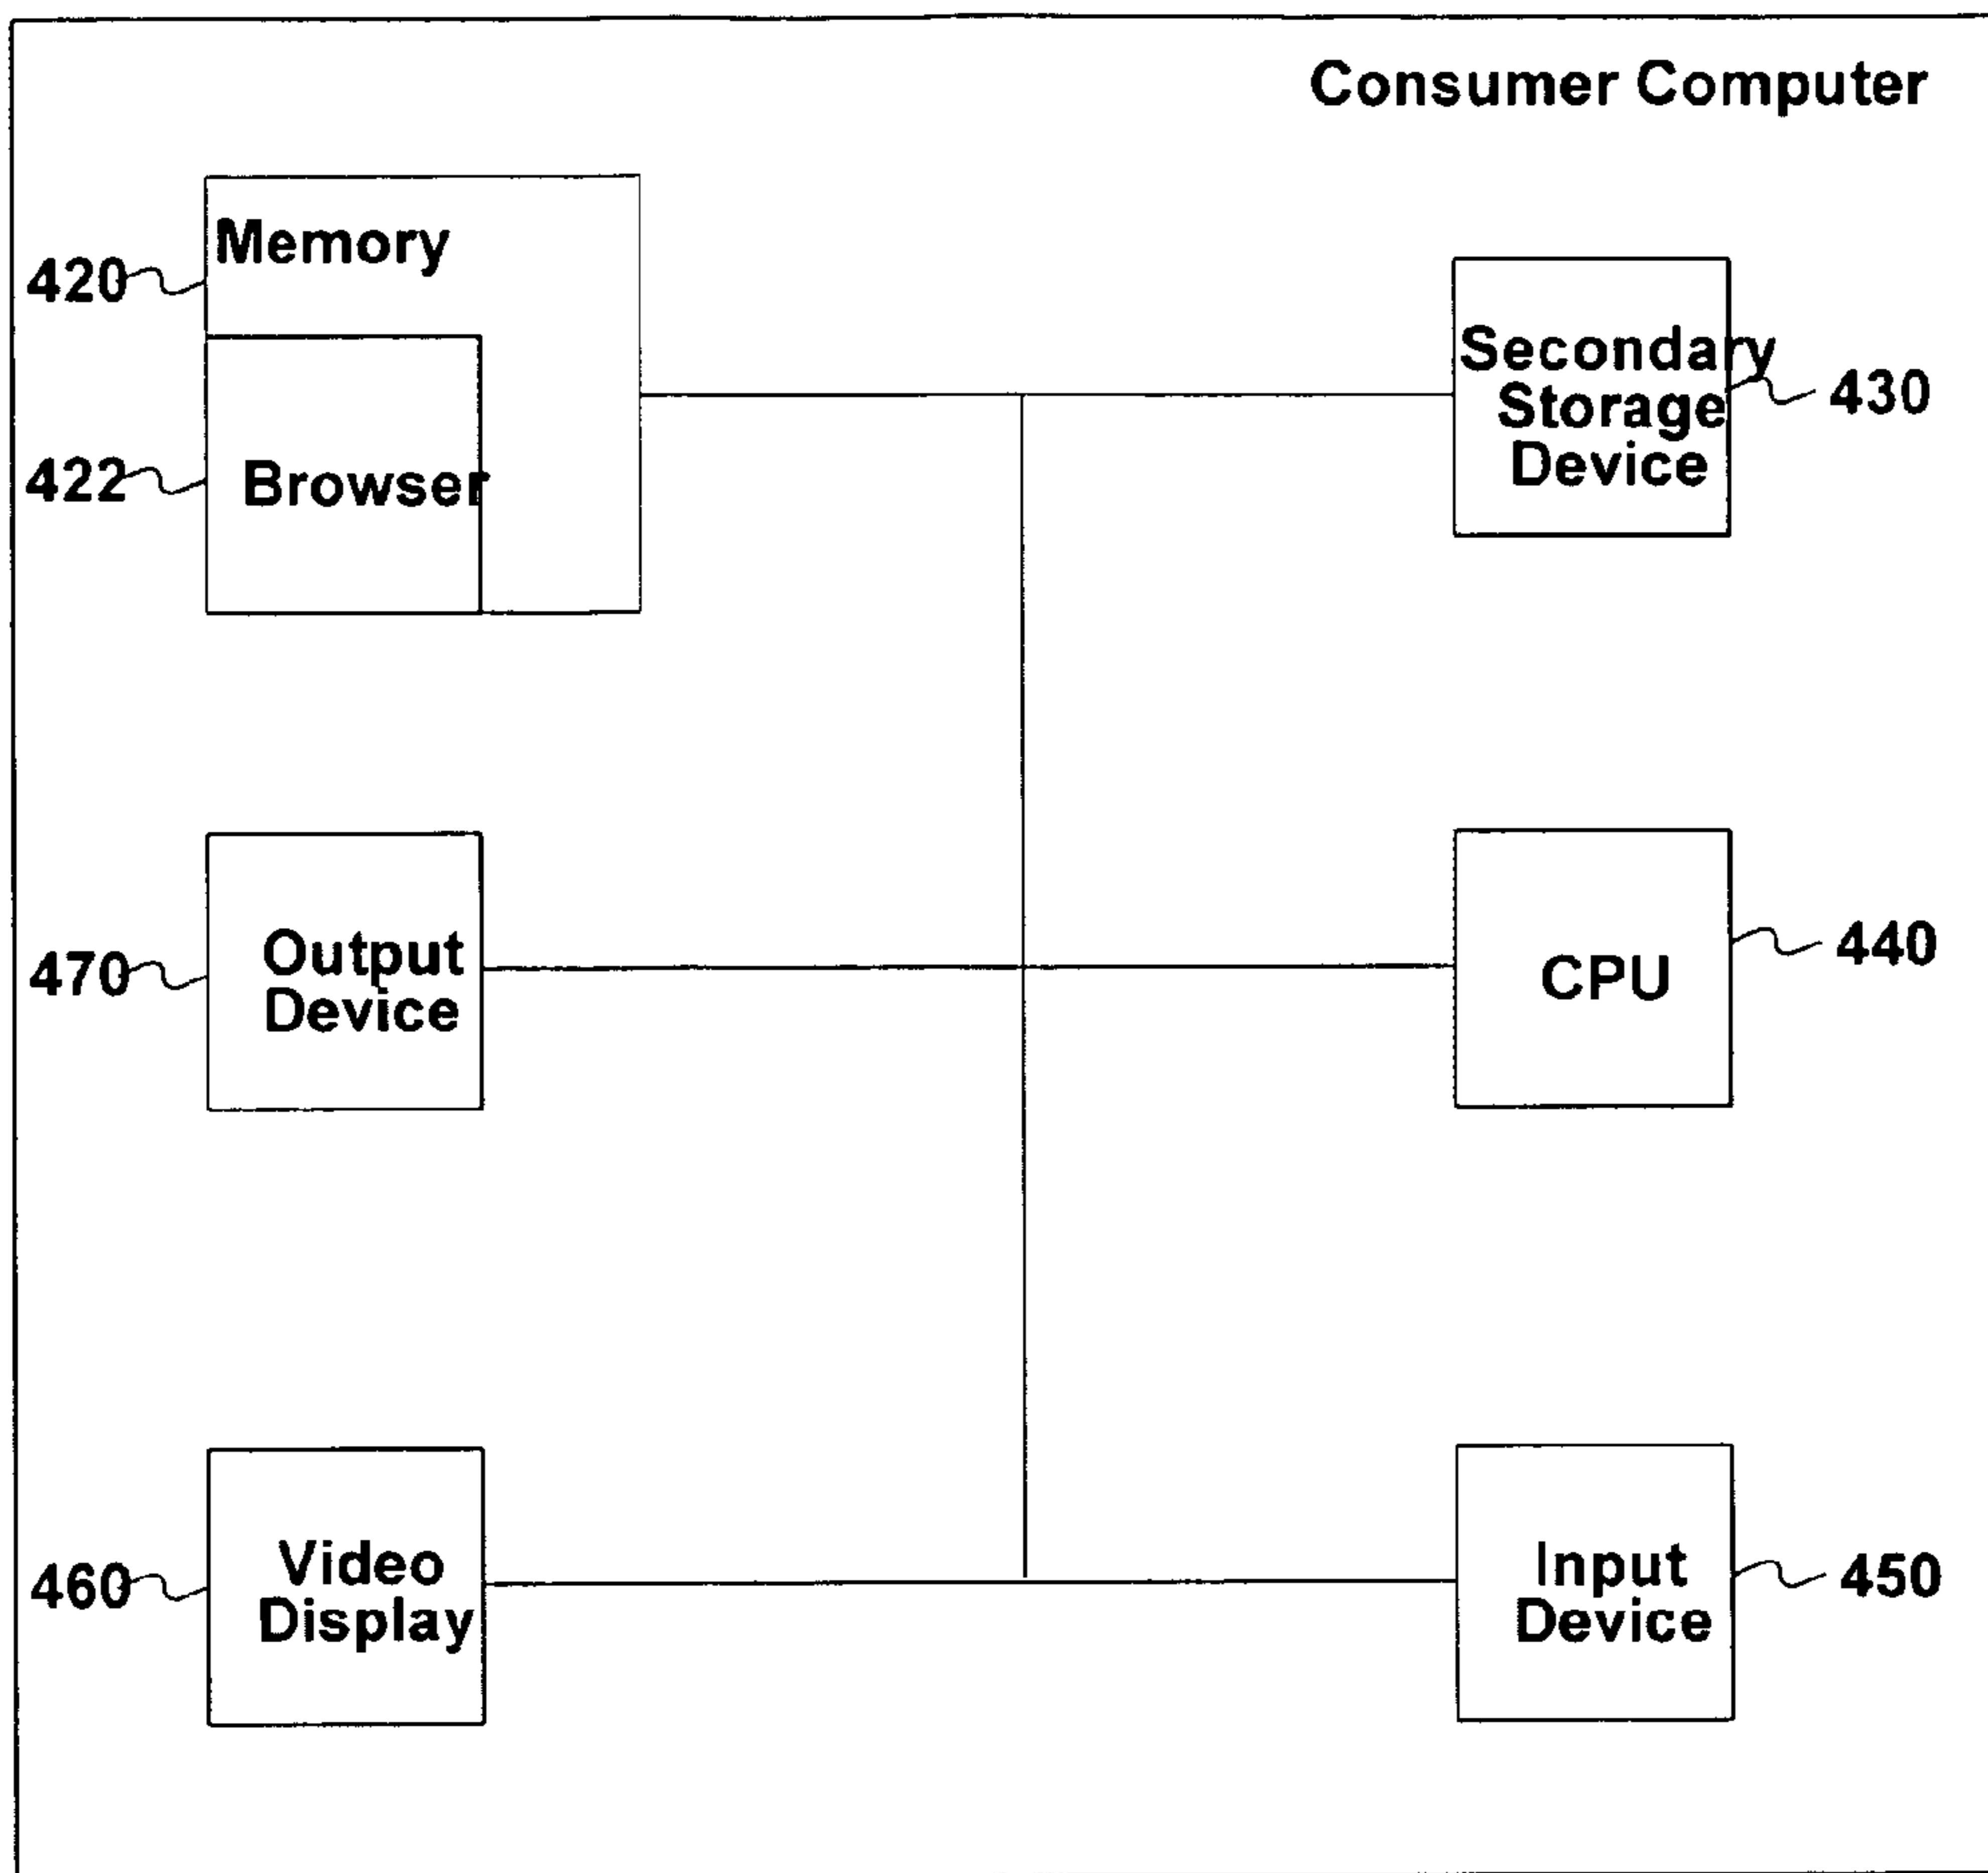 Consumer Computer
Memory
420
Secondary
Storage
Device
430
422
Browser
Output
Device
470
CPU
440
Video
Display
460
Input
Device
450